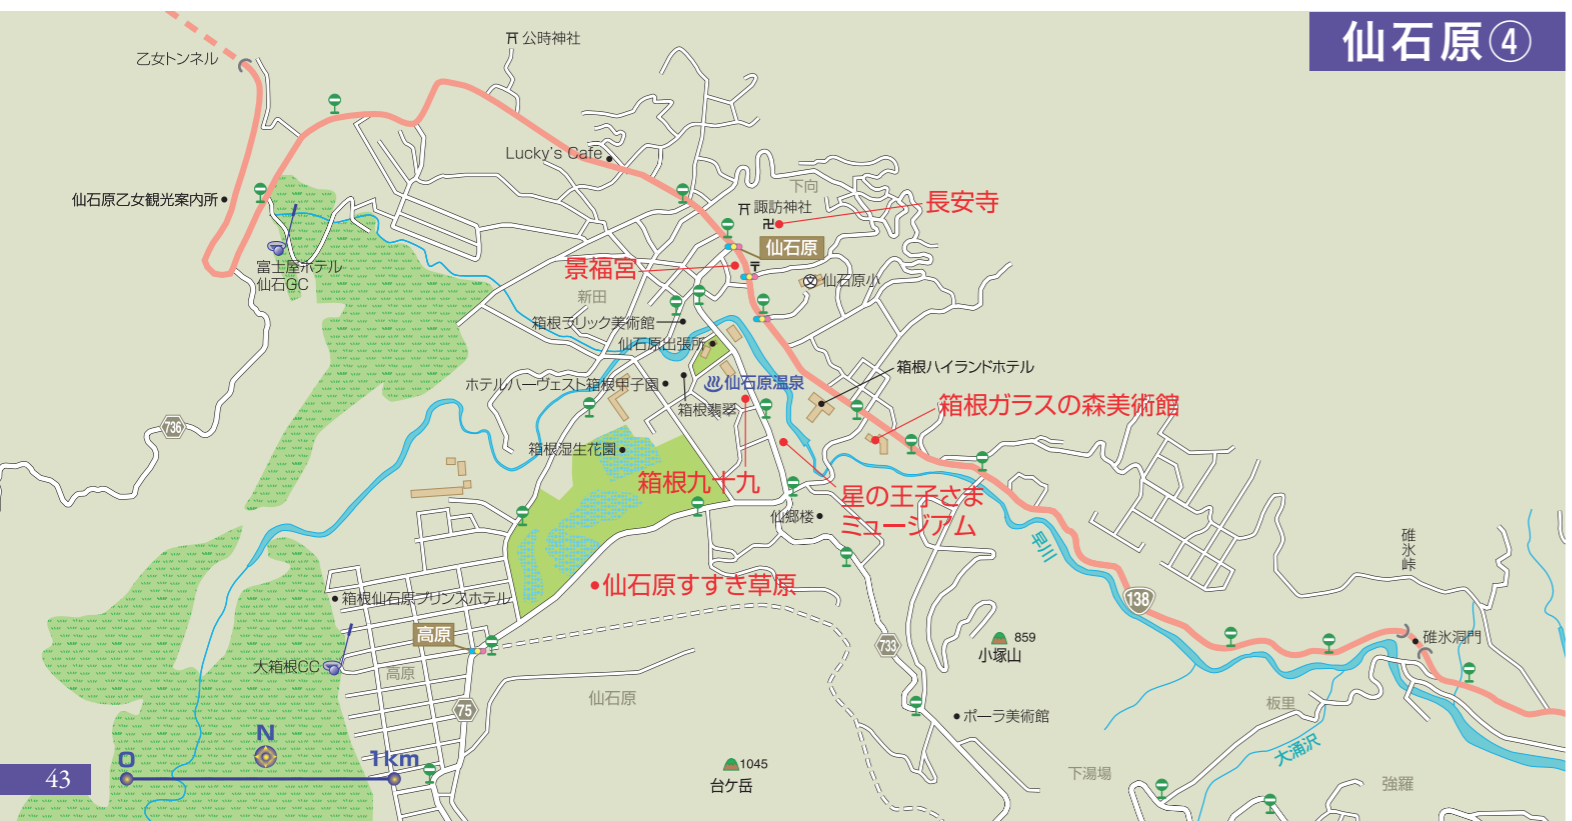 仙石原④
公時神社
乙女トンネル
Lucky's Cafe
下向
仙石原乙女観光案内所
諏訪神社
長安寺
仙石原
富士屋ホテル
仙石GC
景福宮
仙石原小
新田
箱根ラリック美術館
仙石原出張所
箱根ハイランドホテル
ホテルハーヴェスト箱根甲子園
仙石原温泉
箱根翡翠
箱根ガラスの森美術館
736
箱根湿生花園
箱根九十九
星の王子さま
ミュージアム
仙郷楼
早川
碓氷峠
仙石原すすき草原
箱根仙石原プリンスホテル
138
高原
859
小塚山
733
碓氷洞門
大箱根CC
高原
仙石原
75
ポーラ美術館
板里
大涌沢
N
0
1km
1045
台ケ岳
下湯場
強羅
43